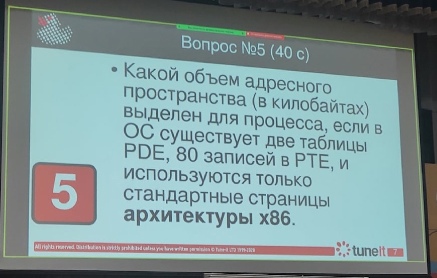 Вопрос №5 (40 с)
• Какой объем адресного
пространства (в килобайтах)
выделен для процесса, если в
ОС существует две таблицы
PDE, 80 записей в PTE, и
используются только
стандартные страницы
архитектуры x86.
5
All rights reserved. Distribution is strictly prohibited unless you have written permission © Tune-it, LTD 1999-2020
tuneit 7